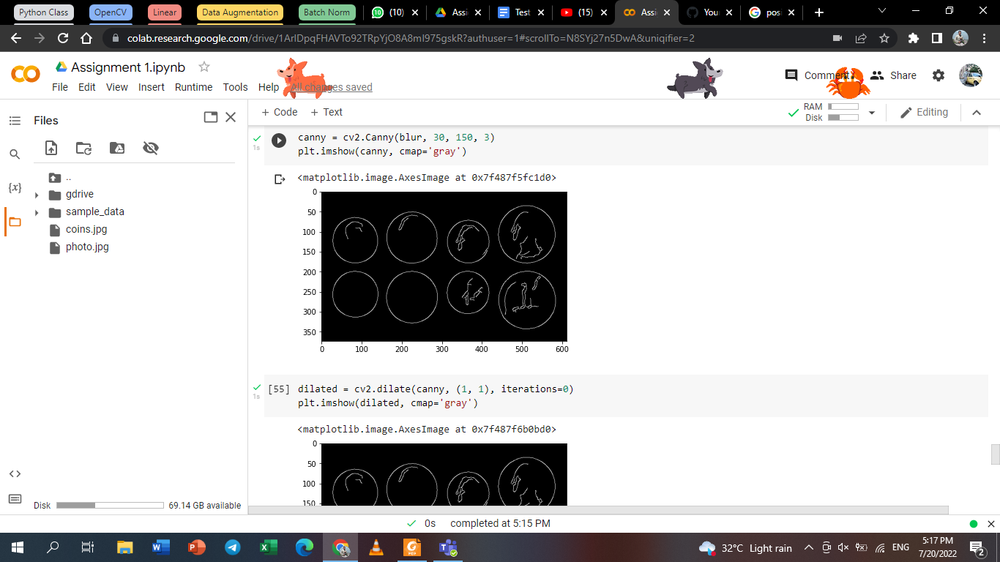 Python Class OpenCV Linear Data Augmentation Batch Norm (10) Assi Test (15) Assi Your G posi
colab.research.google.com/drive/1ArIDpqFHAVTo92TRpYjO8A8mI975gskR?authuser=1#scrollTo=N8SYj27n5DwA&uniqifier=2
Assignment 1.ipynb
File Edit View Insert Runtime Tools Help All changes saved
Comment Share
Files
+ Code + Text
RAM
Disk
Editing
..
gdrive
sample_data
coins.jpg
photo.jpg
{x}
Disk 69.14 GB available
1s
canny = cv2.Canny(blur, 30, 150, 3)
plt.imshow(canny, cmap='gray')
<matplotlib.image.AxesImage at 0x7f487f5fc1d0>
0
50
100
150
200
250
300
350
0 100 200 300 400 500 600
1s
[55] dilated = cv2.dilate(canny, (1, 1), iterations=0)
plt.imshow(dilated, cmap='gray')
<matplotlib.image.AxesImage at 0x7f487f6b0bd0>
0
50
100
150
0s completed at 5:15 PM
32°C Light rain ENG 5:17 PM
7/20/2022
2